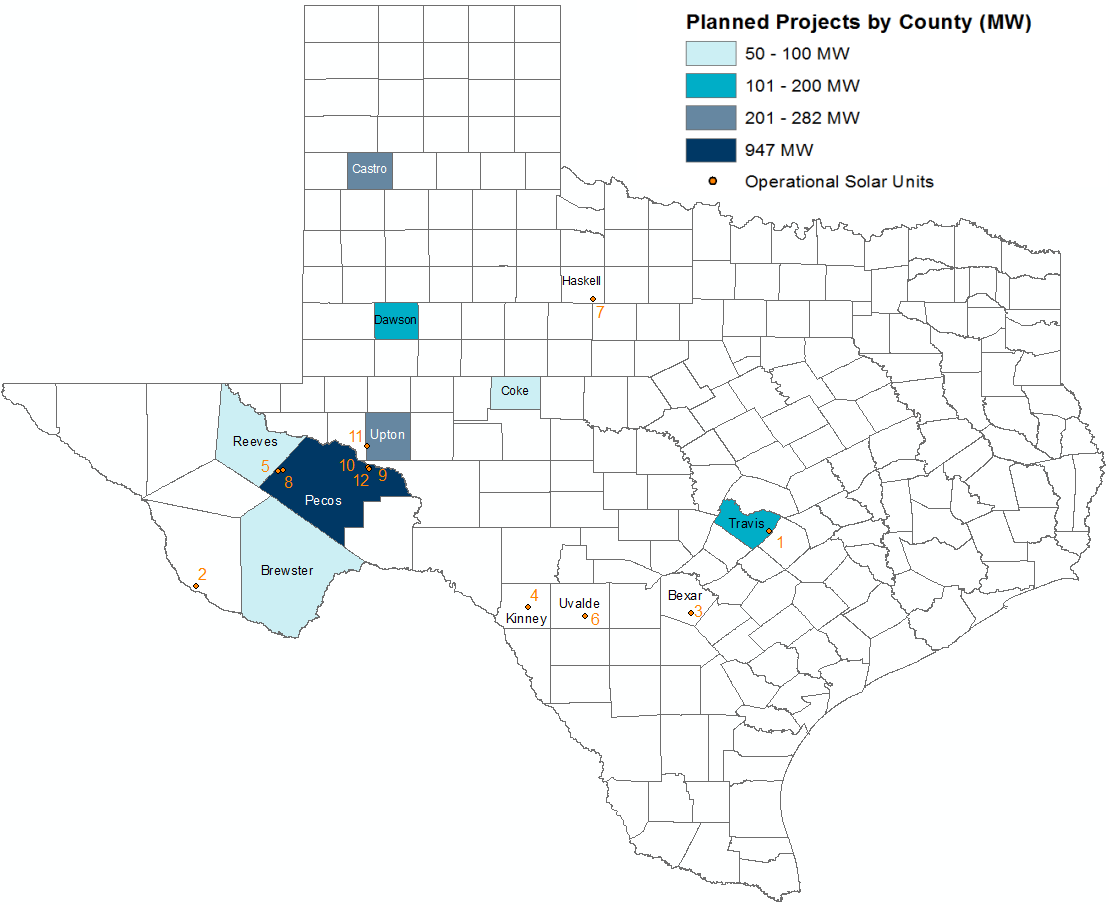 Planned Projects by County (MW)
50 - 100 MW
101 - 200 MW
201 - 282 MW
947 MW
Operational Solar Units
Castro
Haskell
7
Dawson
Coke
Reeves
11
Upton
5
8
10
12
9
Pecos
Travis
1
Brewster
2
4
Kinney
Uvalde
6
Bexar
3